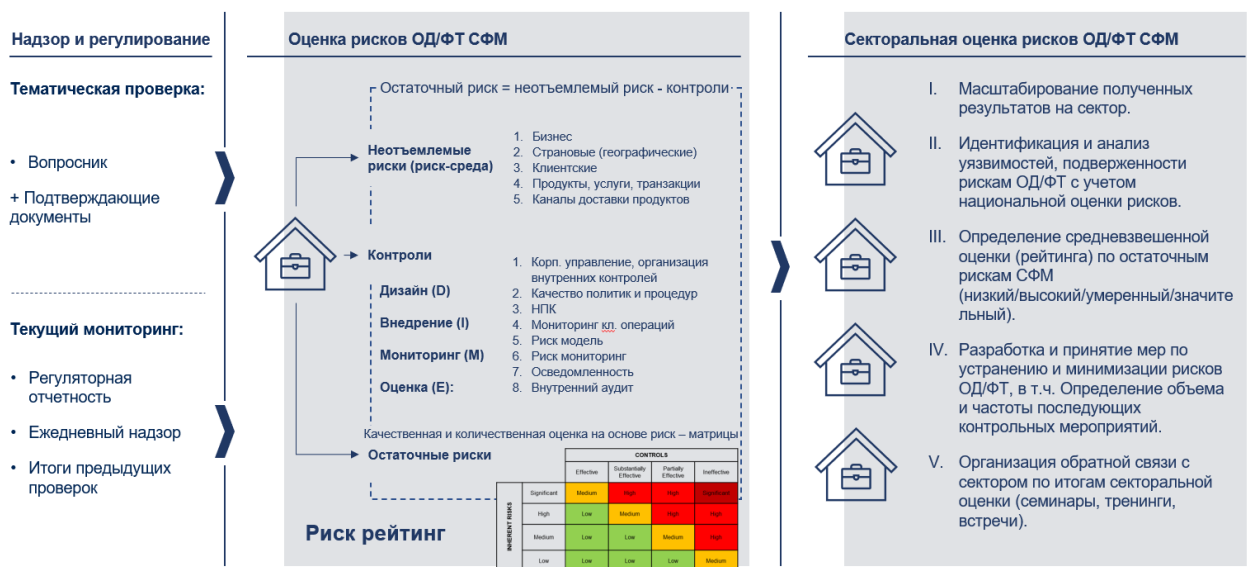 Надзор и регулирование
Тематическая проверка:
• Вопросник
+ Подтверждающие
документы
Текущий мониторинг:
• Регуляторная
отчетность
• Ежедневный надзор
• Итоги предыдущих
проверок
Оценка рисков ОД/ФТ СФМ
Остаточный риск = неотъемлемый риск - контроли
Неотъемлемые
риски (риск-среда)
1. Бизнес
2. Страновые (географические)
3. Клиентские
4. Продукты, услуги, транзакции
5. Каналы доставки продуктов
Контроли
Дизайн (D)
Внедрение (I)
Мониторинг (M)
Оценка (E):
1. Корп. управление, организация
внутренних контролей
2. Качество политик и процедур
3. НПК
4. Мониторинг кл. операций
5. Риск модель
6. Риск мониторинг
7. Осведомленность
8. Внутренний аудит
Качественная и количественная оценка на основе риск – матрицы
Остаточные риски
Риск рейтинг
CONTROLS
Effective Substantially Effective Partially Effective Ineffective
INHERENT RISKS
Significant Medium High High Significant
High Low Medium High High
Medium Low Low Medium High
Low Low Low Low Medium
Секторальная оценка рисков ОД/ФТ СФМ
I. Масштабирование полученных
результатов на сектор.
II. Идентификация и анализ
уязвимостей, подверженности
рискам ОД/ФТ с учетом
национальной оценки рисков.
III. Определение средневзвешенной
оценки (рейтинга) по остаточным
рискам СФМ
(низкий/высокий/умеренный/значите
льный).
IV. Разработка и принятие мер по
устранению и минимизации рисков
ОД/ФТ, в т.ч. Определение объема
и частоты последующих
контрольных мероприятий.
V. Организация обратной связи с
сектором по итогам секторальной
оценки (семинары, тренинги,
встречи).